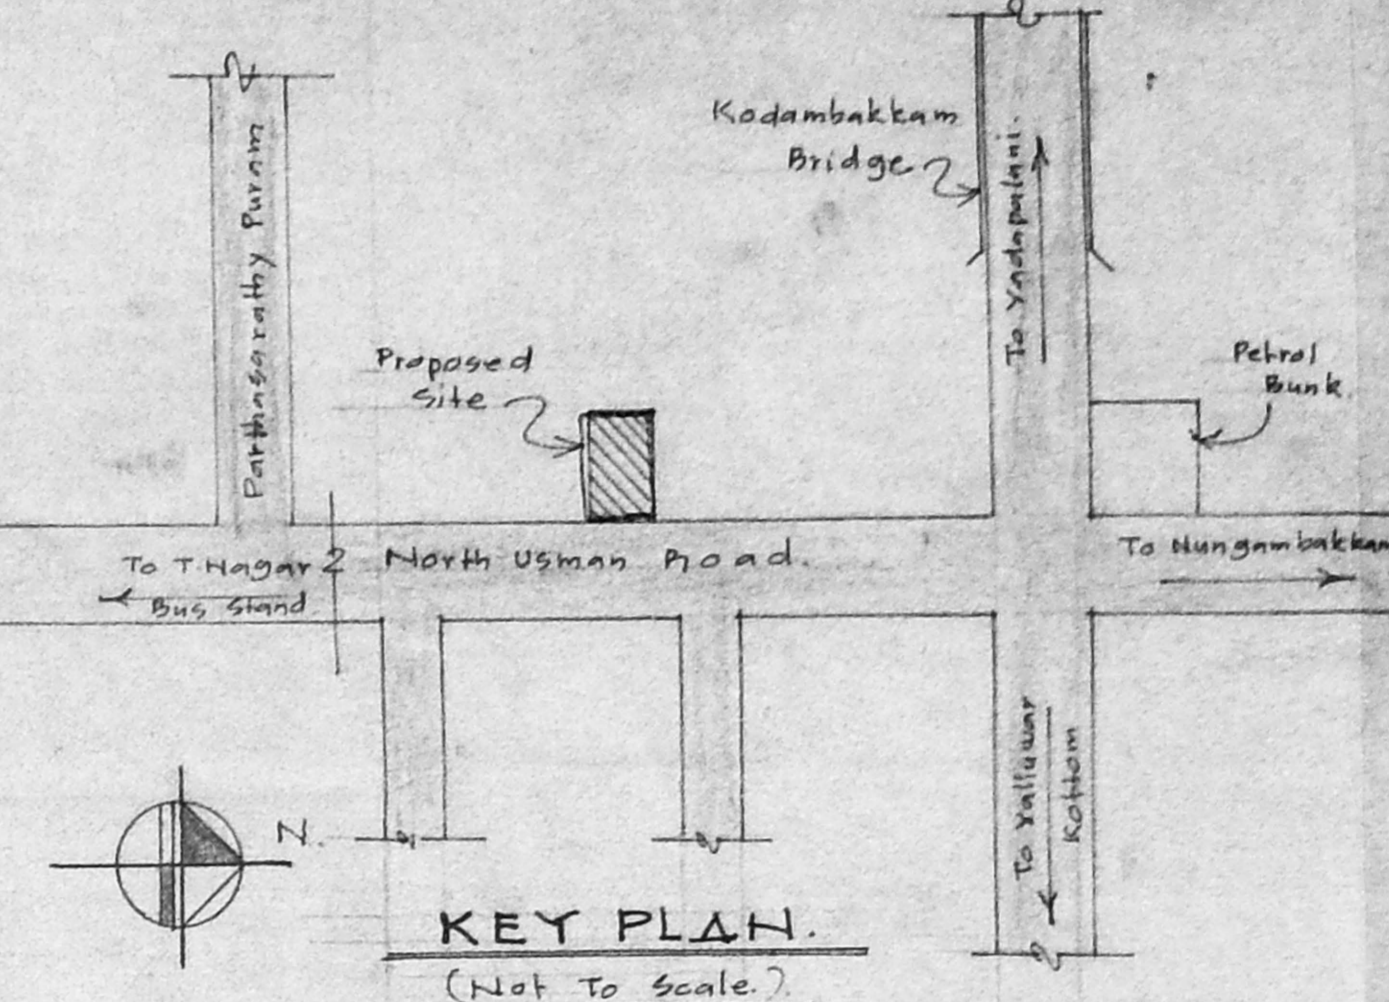 Kodambakkam
Bridge
To Vadapalani.
Parthasarathy Puram
Proposed
Site
Petrol
Bunk.
To T.Nagar
Bus Stand
North Usman Road.
To Nungambakkam
To Valluwar
Kottom
N.
KEY PLAN.
(Not To Scale.)